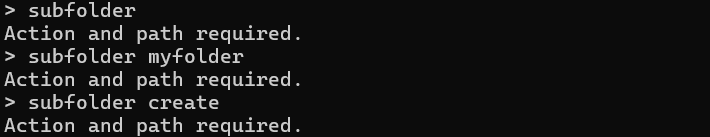 > subfolder
Action and path required.
> subfolder myfolder
Action and path required.
> subfolder create
Action and path required.